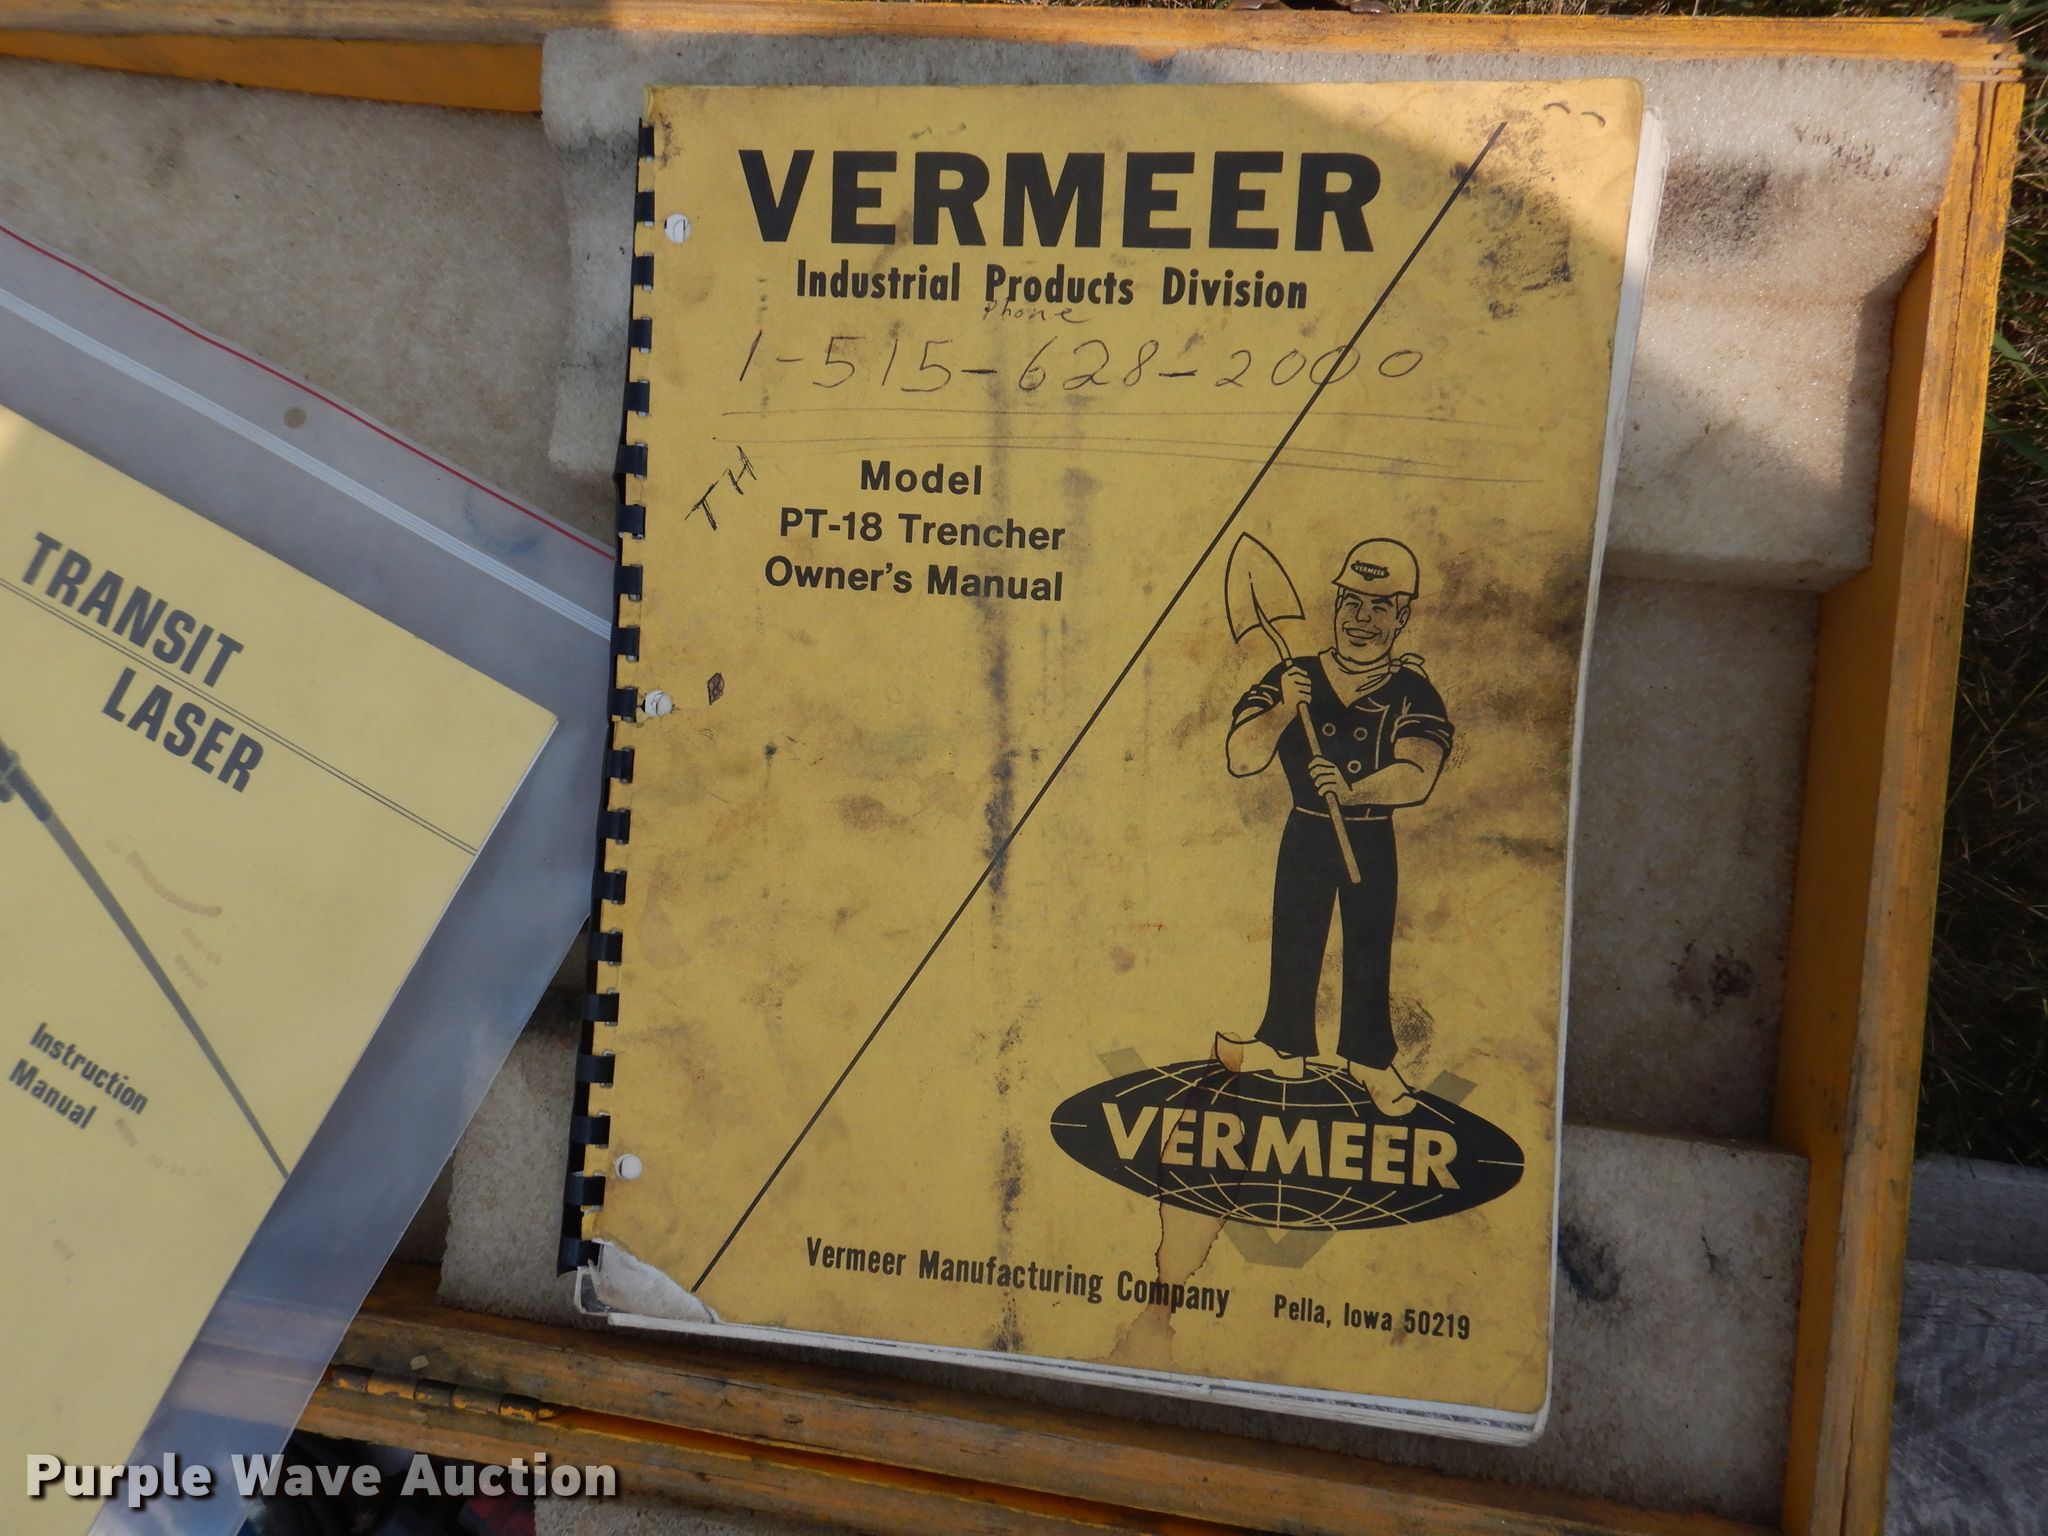 VERMEER
Industrial Products Division
Phone
1-515-628-2000
TH
Model
PT-18 Trencher
Owner's Manual
VERMEER
VERMEER
Vermeer Manufacturing Company Pella, Iowa 50219
TRANSIT
LASER
Instruction
Manual
Purple Wave Auction